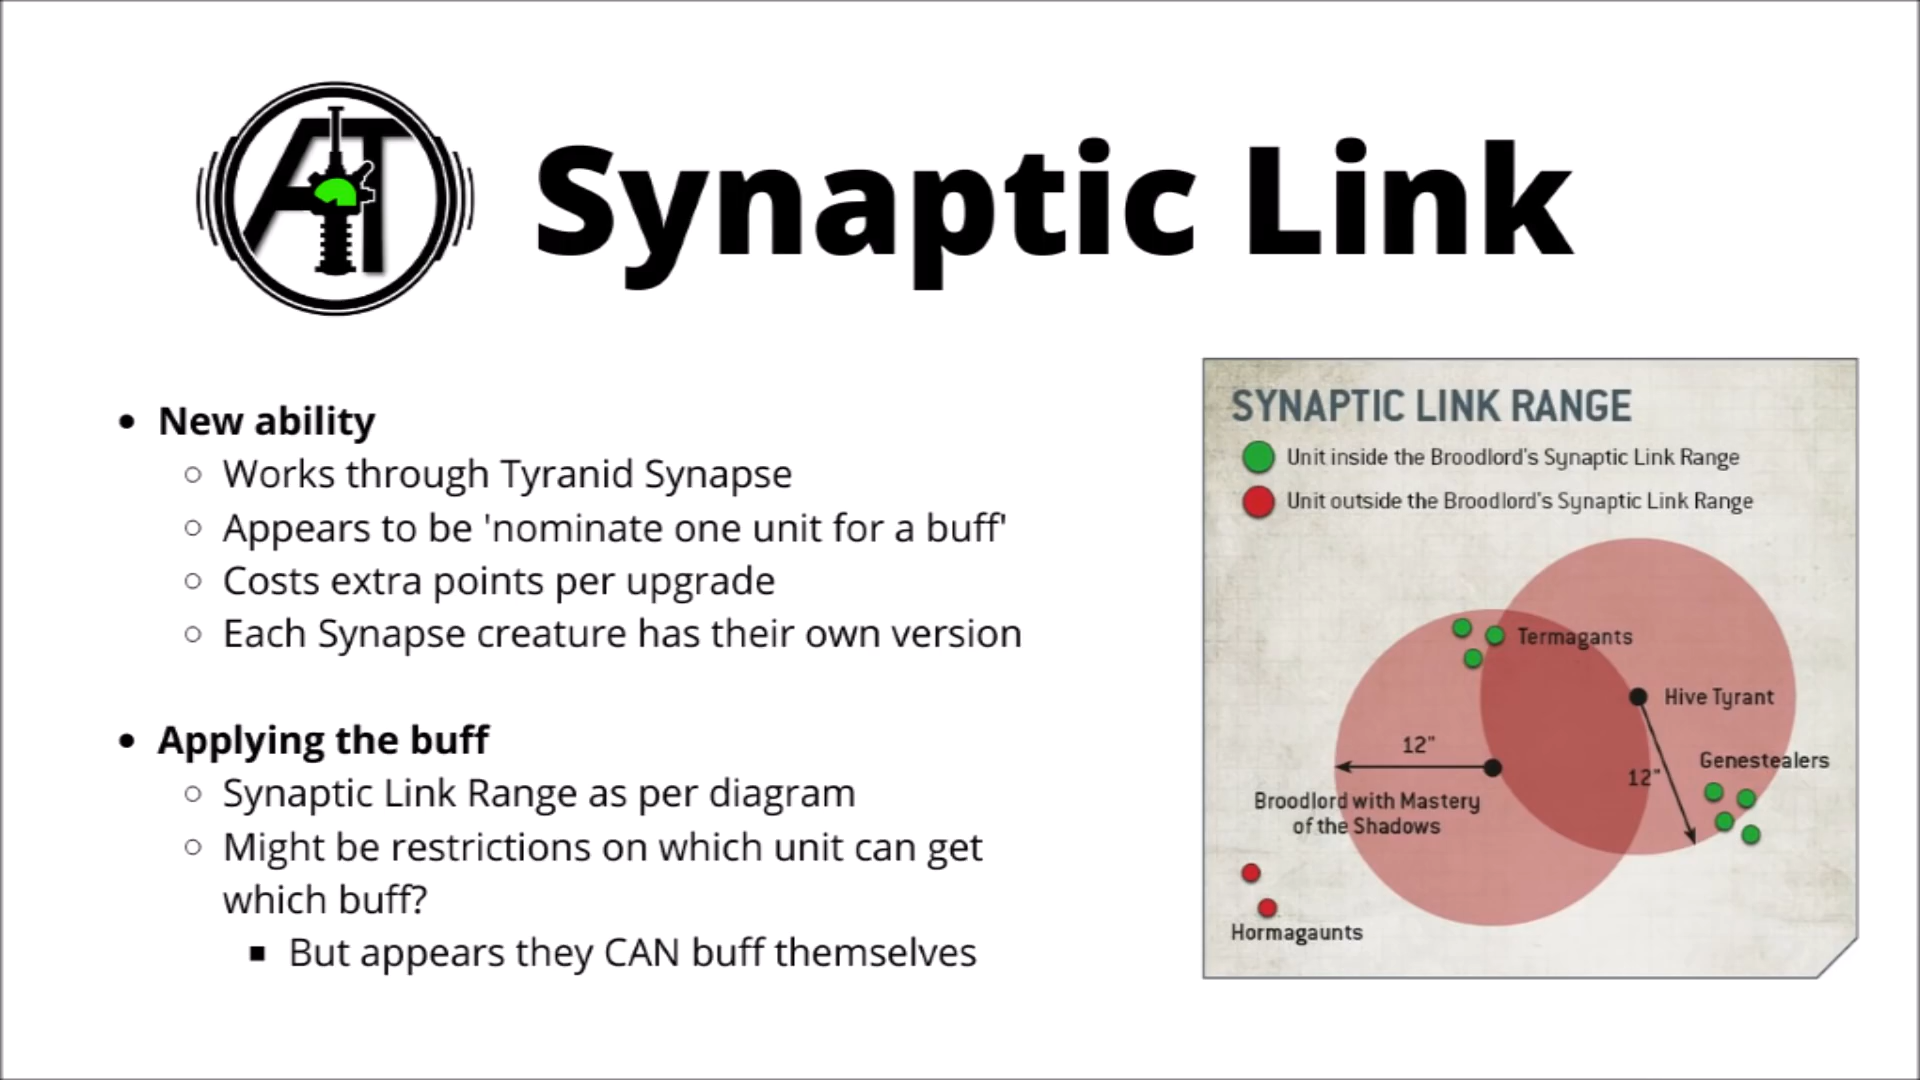 AT
Synaptic Link
New ability
Works through Tyranid Synapse
Appears to be 'nominate one unit for a buff'
Costs extra points per upgrade
Each Synapse creature has their own version
Applying the buff
Synaptic Link Range as per diagram
Might be restrictions on which unit can get
which buff?
But appears they CAN buff themselves
SYNAPTIC LINK RANGE
Unit inside the Broodlord's Synaptic Link Range
Unit outside the Broodlord's Synaptic Link Range
Termagants
Hive Tyrant
12"
Genestealers
12"
Broodlord with Mastery
of the Shadows
Hormagaunts